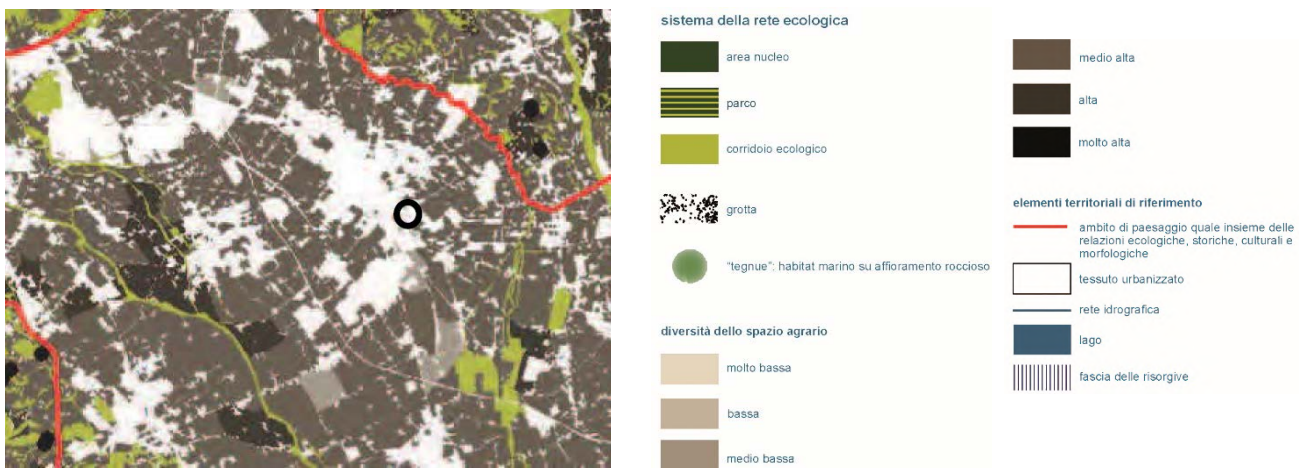 sistema della rete ecologica
area nucleo
parco
corridoio ecologico
grotta
"tegnue": habitat marino su affioramento roccioso
diversità dello spazio agrario
molto bassa
bassa
medio bassa
medio alta
alta
molto alta
elementi territoriali di riferimento
ambito di paesaggio quale insieme delle
relazioni ecologiche, storiche, culturali e
morfologiche
tessuto urbanizzato
rete idrografica
lago
fascia delle risorgive